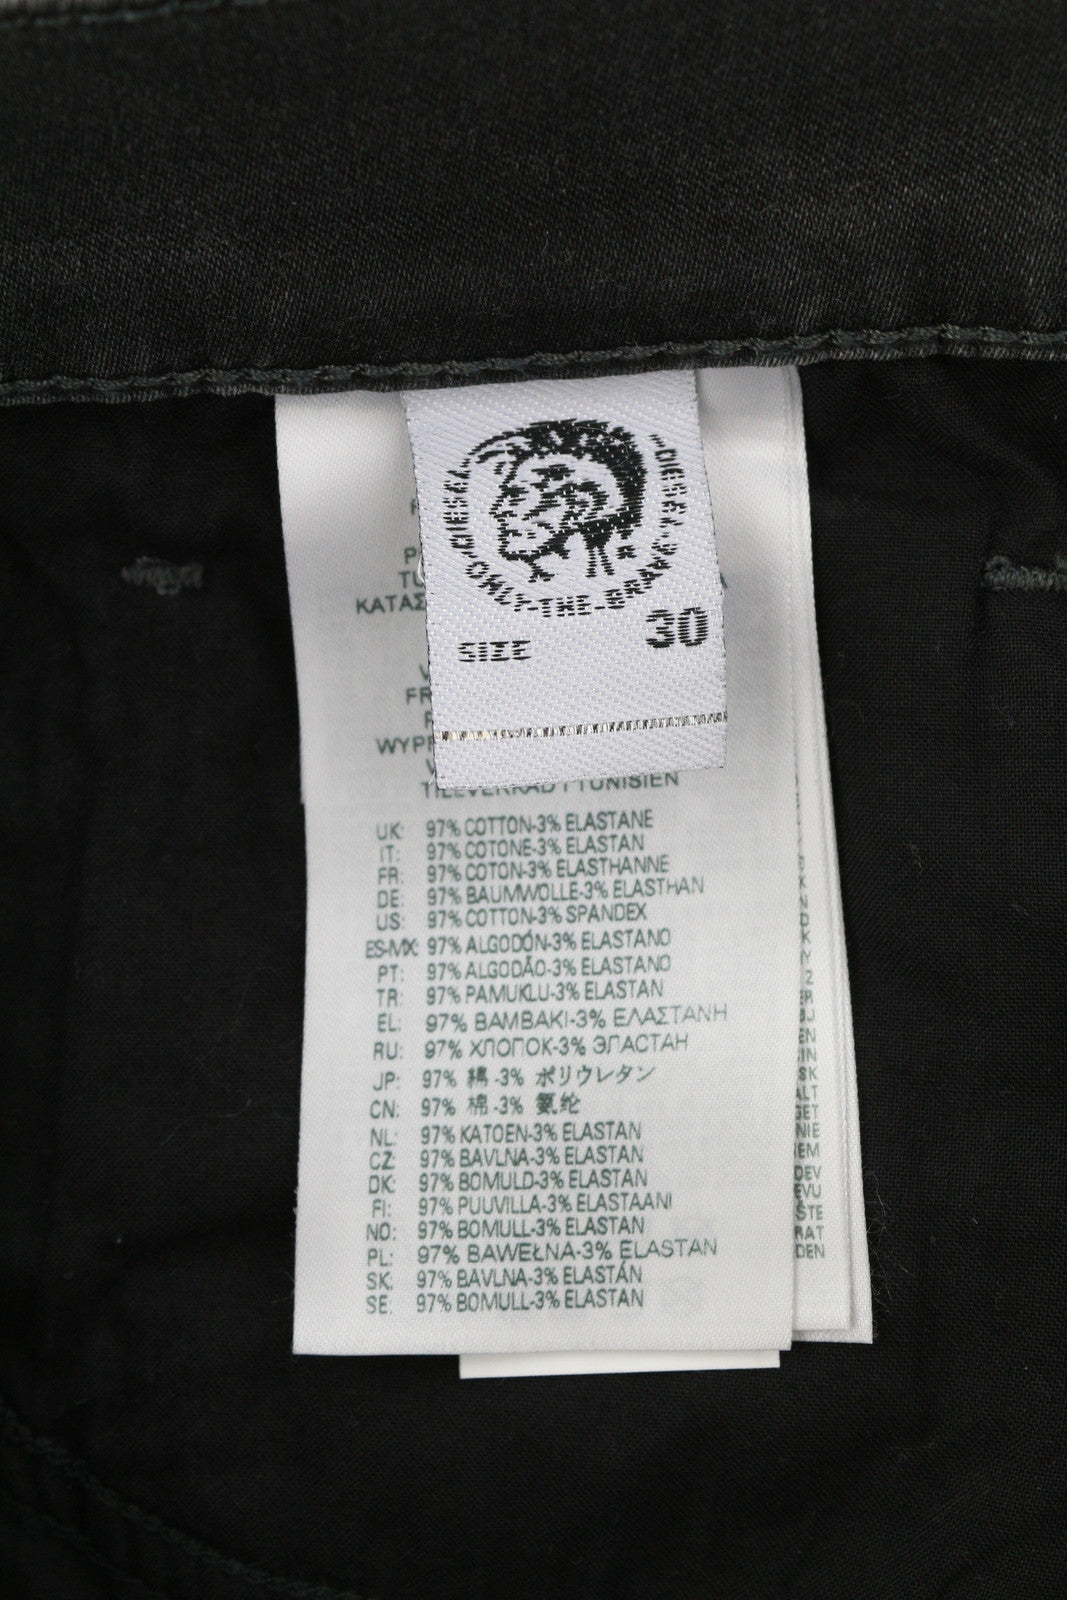 DIESEL
DIESEL
ONLY-THE-BRAVE
SIZE 30
ΚΑΤΑΣ
FR
WYPR
TILLVERKAD I TUNISIEN
UK: 97% COTTON-3% ELASTANE
IT: 97% COTONE-3% ELASTAN
FR: 97% COTON-3% ELASTHANNE
DE: 97% BAUMWOLLE-3% ELASTHAN
US: 97% COTTON-3% SPANDEX
ES-MX: 97% ALGODÓN-3% ELASTANO
PT: 97% ALGODÃO-3% ELASTANO
TR: 97% PAMUKLU-3% ELASTAN
EL: 97% ΒΑΜΒΑΚΙ-3% ΕΛΑΣΤΑΝΗ
RU: 97% ХЛОПОК-3% ЭЛАСТАН
JP: 97% 綿 -3% ポリウレタン
CN: 97% 棉 -3% 氨纶
NL: 97% KATOEN-3% ELASTAN
CZ: 97% BAVLNA-3% ELASTAN
DK: 97% BOMULD-3% ELASTAN
FI: 97% PUUVILLA-3% ELASTAANI
NO: 97% BOMULL-3% ELASTAN
PL: 97% BAWEŁNA-3% ELASTAN
SK: 97% BAVLNA-3% ELASTÁN
SE: 97% BOMULL-3% ELASTAN